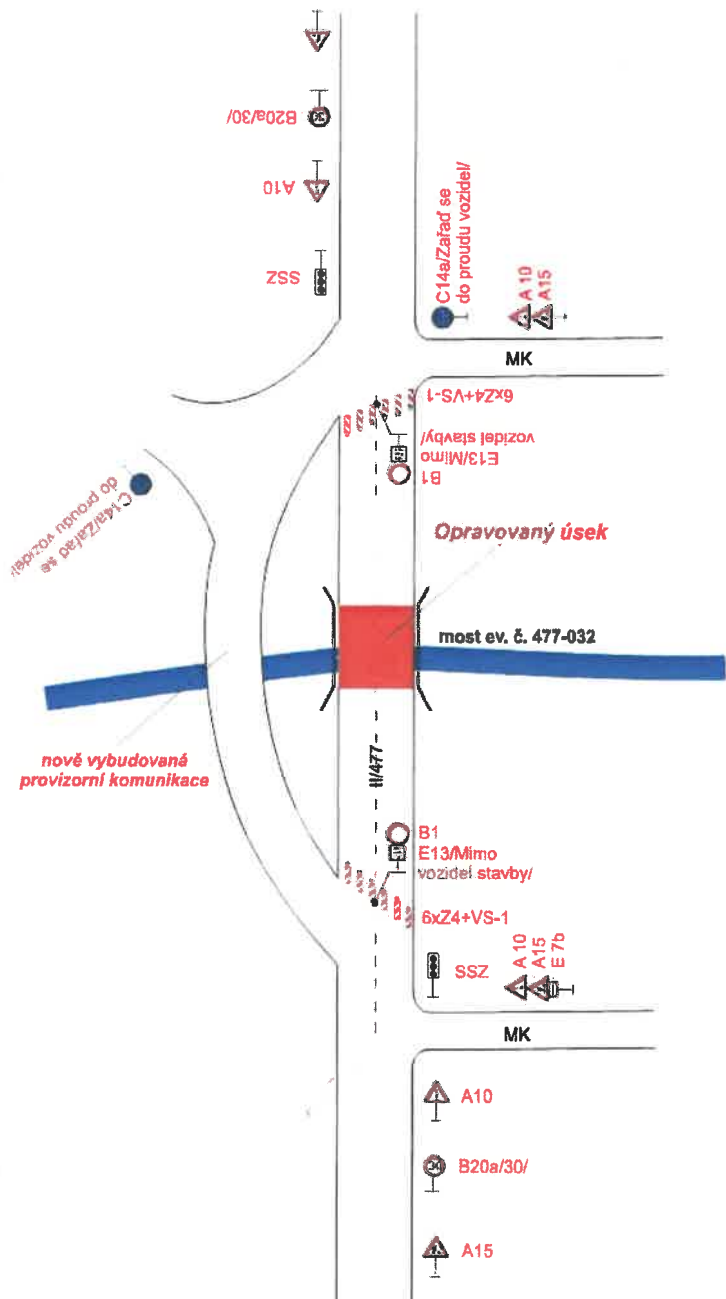 B20a/30/
A10
SSZ
C14a/Zařaď se
do proudu vozidel/
A 10
A15
MK
6xZ4+VS-1
E13/Mimo
vozidel stavby/
B1
C14a/Zařaď se
do proudu vozidel/
Opravovaný úsek
most ev. č. 477-032
nově vybudovaná
provizorní komunikace
II/477
B1
E13/Mimo
vozidel stavby/
6xZ4+VS-1
SSZ
A 10
A15
E 7b
MK
A10
B20a/30/
A15